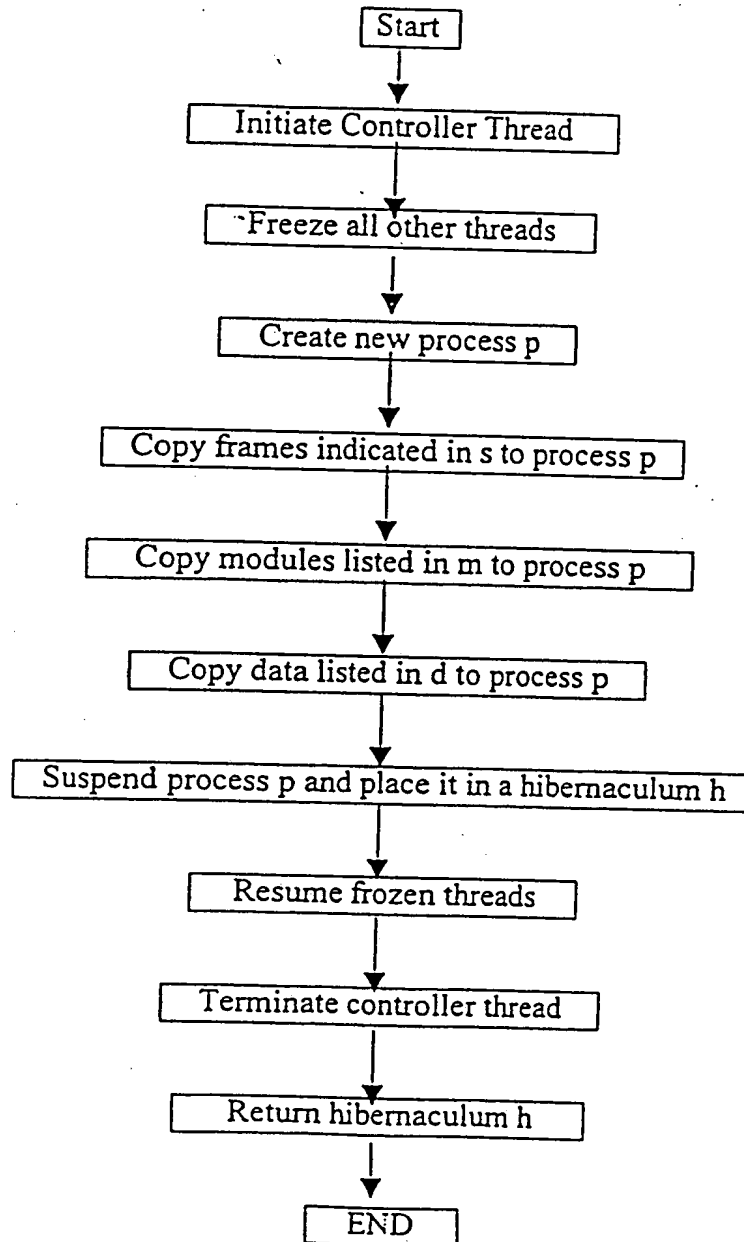 Start
Initiate Controller Thread
Freeze all other threads
Create new process p
Copy frames indicated in s to process p
Copy modules listed in m to process p
Copy data listed in d to process p
Suspend process p and place it in a hibernaculum h
Resume frozen threads
Terminate controller thread
Return hibernaculum h
END